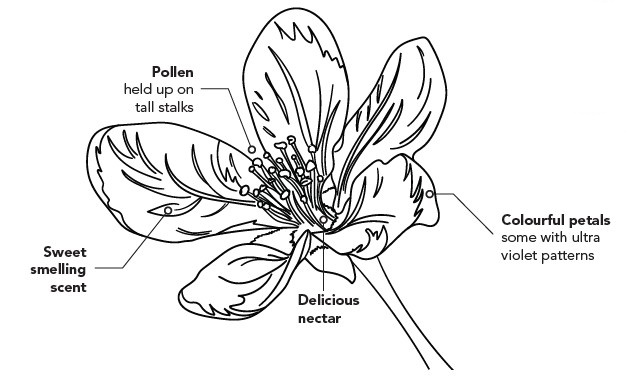 Pollen
held up on
tall stalks
Colourful petals
some with ultra
violet patterns
Sweet
smelling
scent
Delicious
nectar